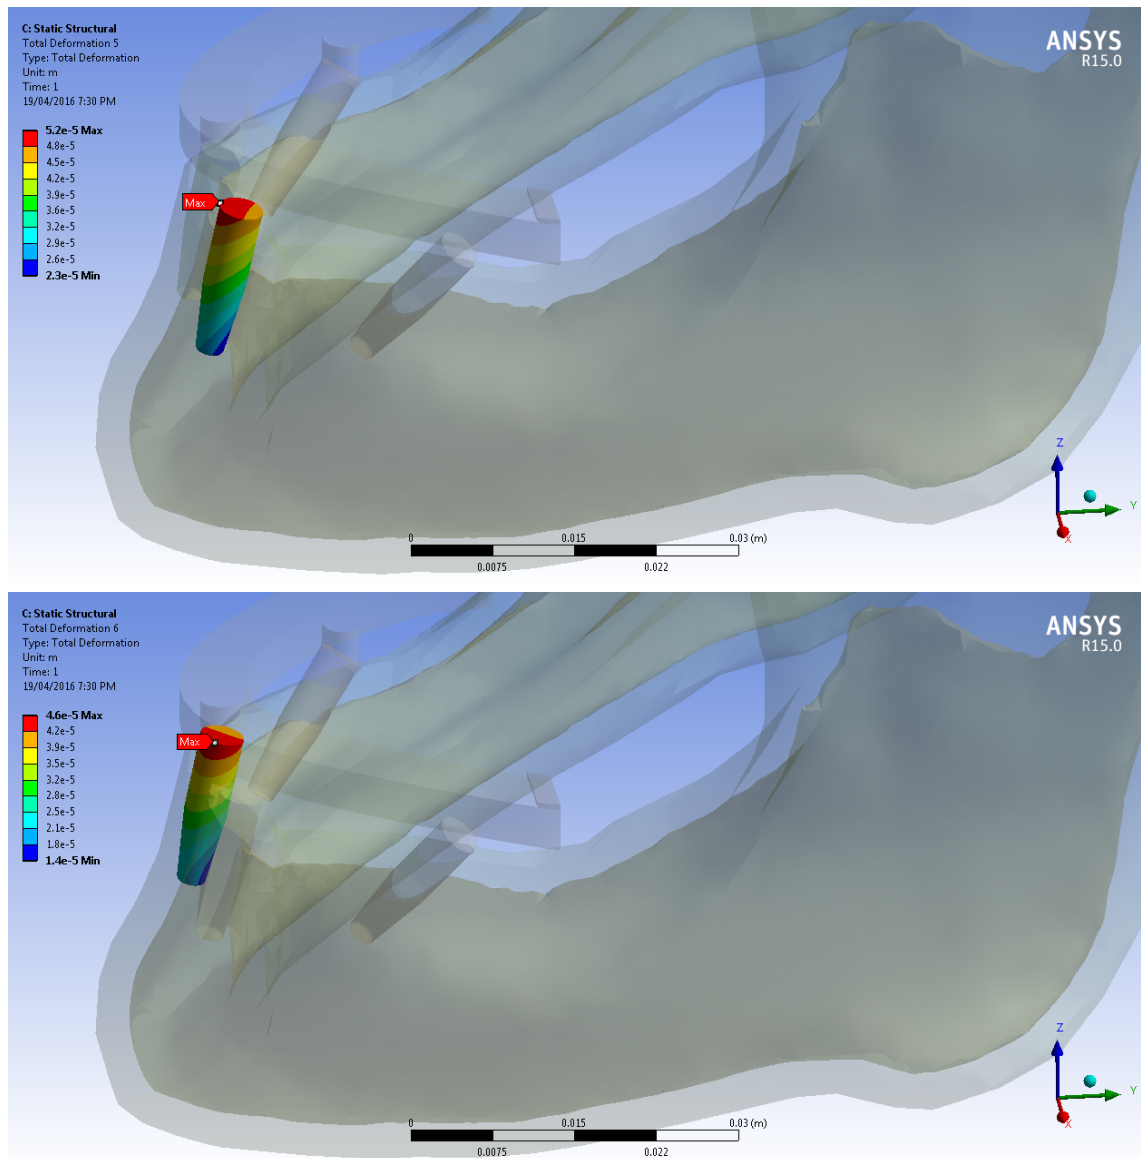 C: Static Structural
Total Deformation 5
Type: Total Deformation
Unit: m
Time: 1
19/04/2016 7:30 PM
5.2e-5 Max
4.8e-5
4.5e-5
4.2e-5
3.9e-5
3.6e-5
3.2e-5
2.9e-5
2.6e-5
2.3e-5 Min
ANSYS
R15.0
Max
Z
Y
X
0
0.015
0.03 (m)
0.0075
0.022
C: Static Structural
Total Deformation 6
Type: Total Deformation
Unit: m
Time: 1
19/04/2016 7:30 PM
4.6e-5 Max
4.2e-5
3.9e-5
3.5e-5
3.2e-5
2.8e-5
2.5e-5
2.1e-5
1.8e-5
1.4e-5 Min
ANSYS
R15.0
Max
Z
Y
X
0
0.015
0.03 (m)
0.0075
0.022